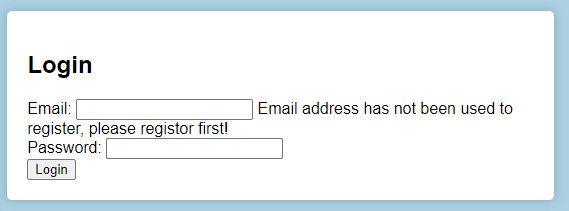 Login
Email: Email address has not been used to
register, please registor first!
Password:
Login